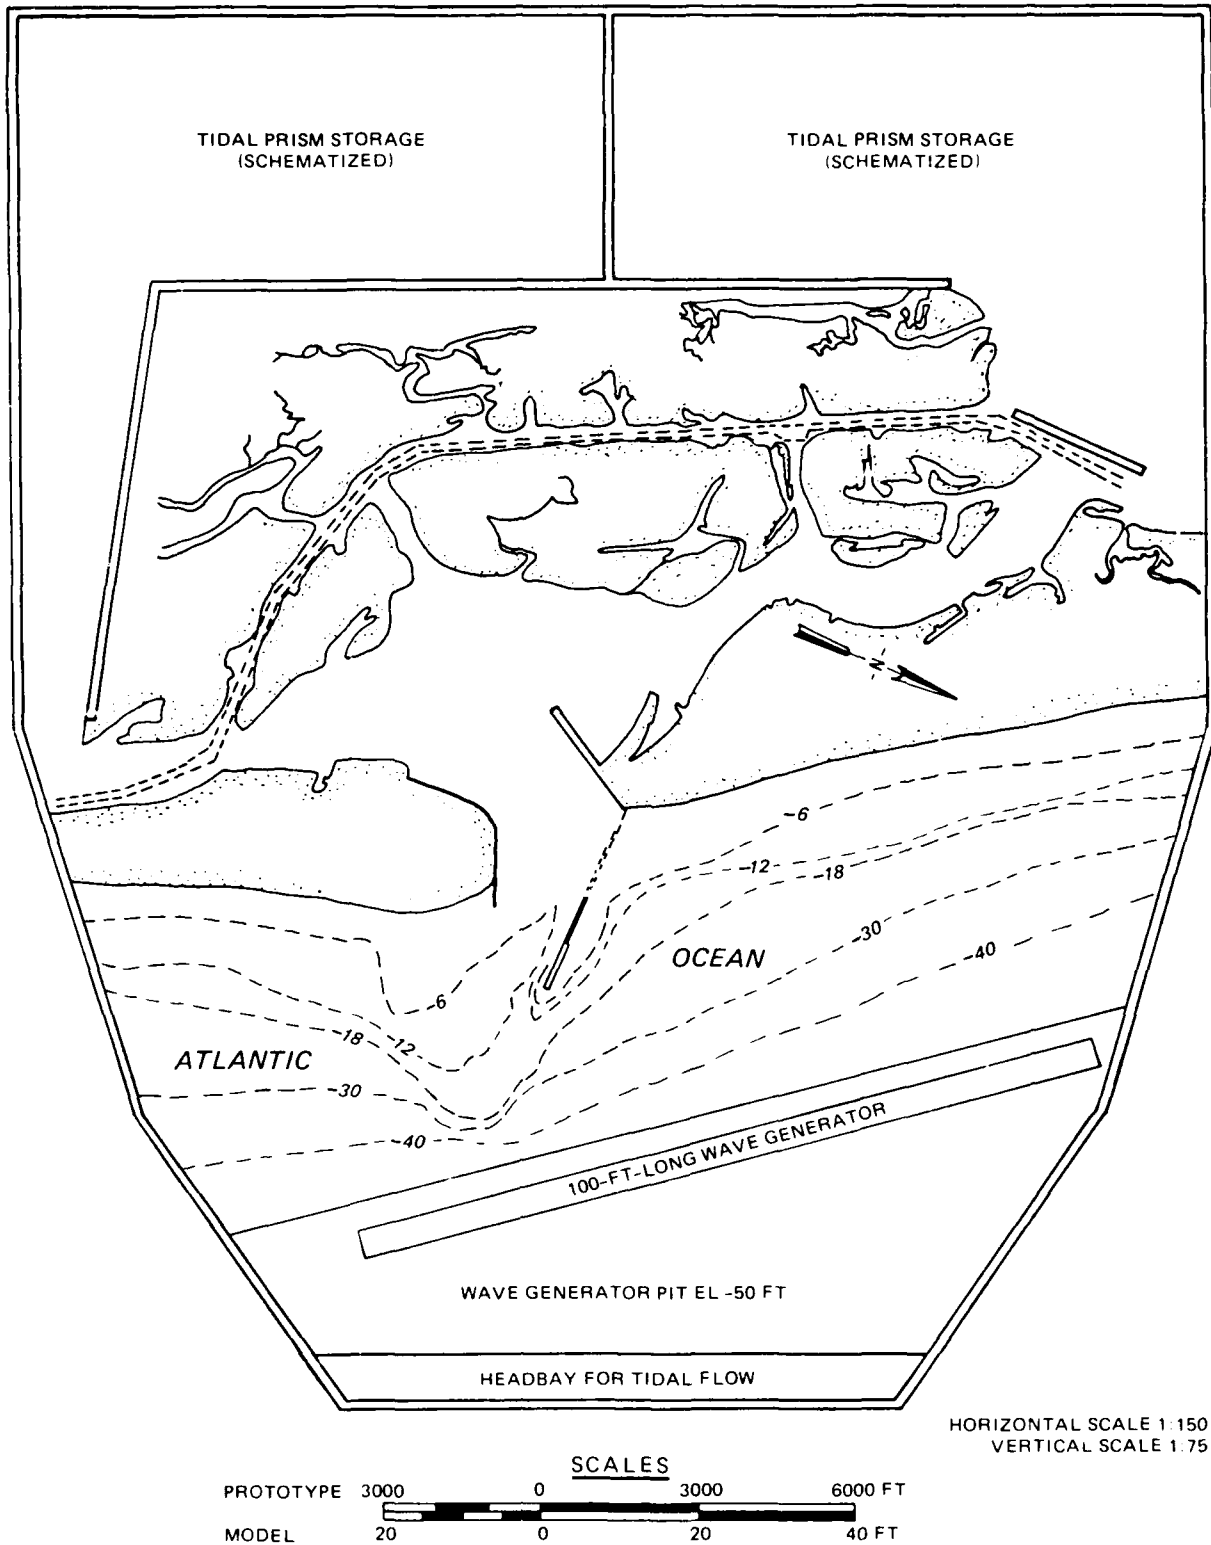 TIDAL PRISM STORAGE
(SCHEMATIZED)
TIDAL PRISM STORAGE
(SCHEMATIZED)
N
-6
-12
-18
-30
-40
OCEAN
-6
-12
-18
ATLANTIC
-30
-40
100-FT-LONG WAVE GENERATOR
WAVE GENERATOR PIT EL -50 FT
HEADBAY FOR TIDAL FLOW
HORIZONTAL SCALE 1:150
VERTICAL SCALE 1:75
SCALES
PROTOTYPE 3000 0 3000 6000 FT
MODEL 20 0 20 40 FT